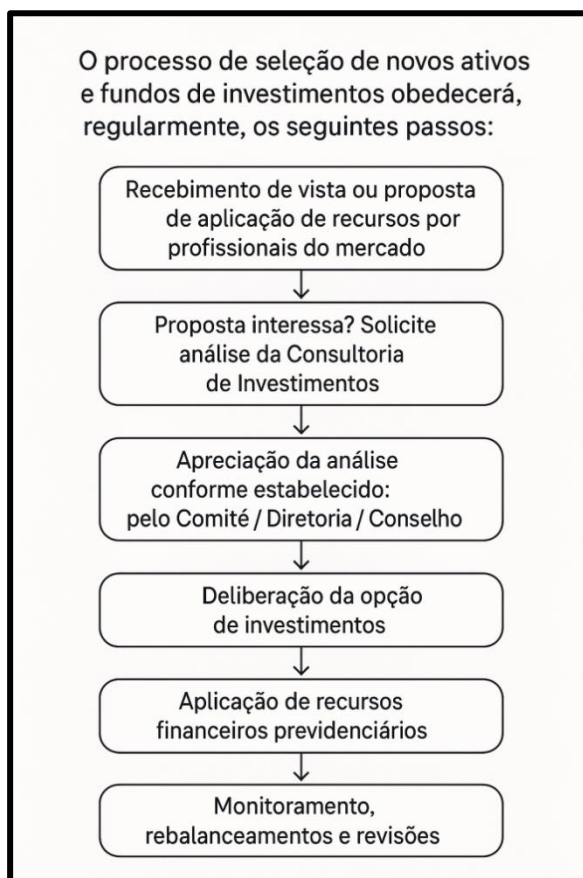 O processo de seleção de novos ativos
e fundos de investimentos obedecerá,
regularmente, os seguintes passos:
Recebimento de vista ou proposta
de aplicação de recursos por
profissionais do mercado
Proposta interessa? Solicite
análise da Consultoria
de Investimentos
Apreciação da análise
conforme estabelecido:
pelo Comité / Diretoria / Conselho
Deliberação da opção
de investimentos
Aplicação de recursos
financeiros previdenciários
Monitoramento,
rebalanceamentos e revisões